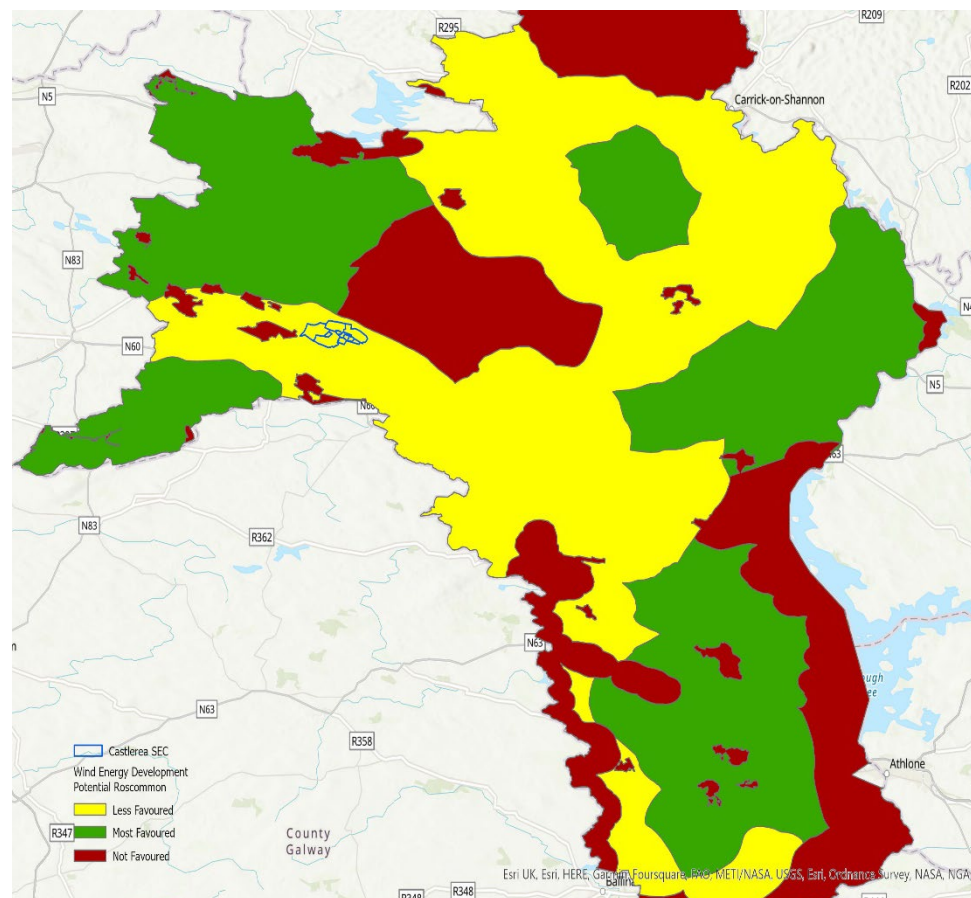 R295
R209
N5
R202
Carrick-on-Shannon
N83
N4
N60
N5
N63
N83
R362
N63
N63
R358
Castlerea SEC
Wind Energy Development
Potential Roscommon
Less Favoured
Most Favoured
Not Favoured
Athlone
R347
County
Galway
Esri UK, Esri, HERE, Garmin, Foursquare, FAO, METI/NASA, USGS, Esri, Ordnance Survey, NASA, NGA,
R348